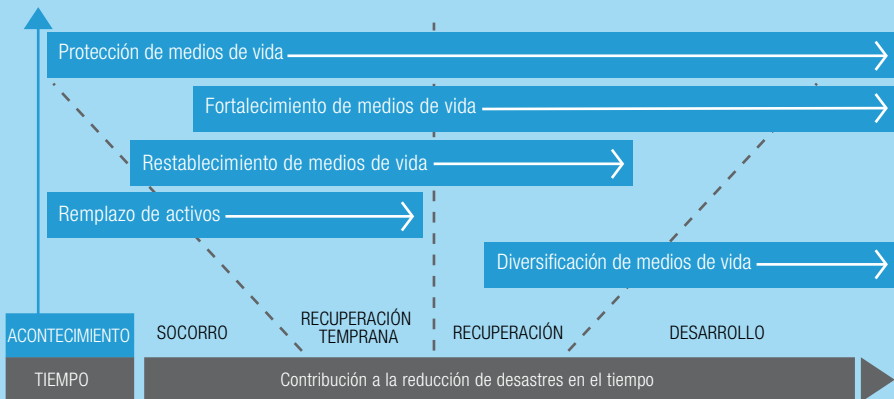 Protección de medios de vida
Fortalecimiento de medios de vida
Restablecimiento de medios de vida
Remplazo de activos
Diversificación de medios de vida
ACONTECIMIENTO
SOCORRO
RECUPERACIÓN
TEMPRANA
RECUPERACIÓN
DESARROLLO
TIEMPO
Contribución a la reducción de desastres en el tiempo